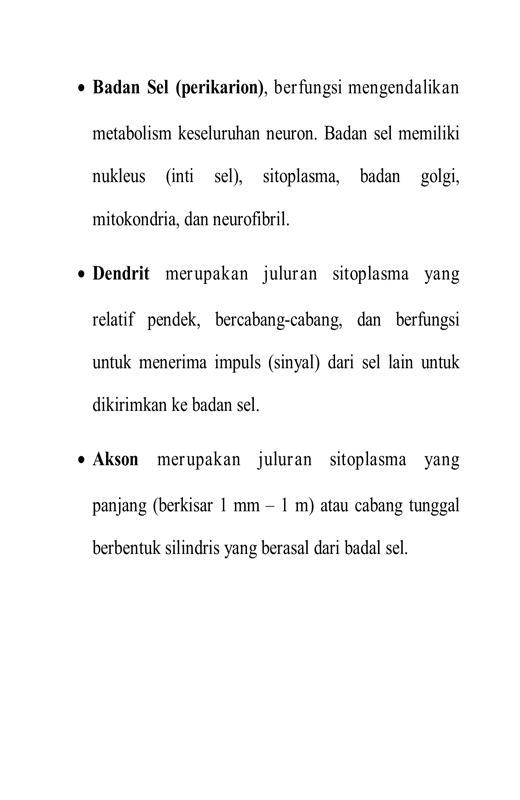 • Badan Sel (perikarion), berfungsi mengendalikan
metabolism keseluruhan neuron. Badan sel memiliki
nukleus (inti sel), sitoplasma, badan golgi,
mitokondria, dan neurofibril.
• Dendrit merupakan juluran sitoplasma yang
relatif pendek, bercabang-cabang, dan berfungsi
untuk menerima impuls (sinyal) dari sel lain untuk
dikirimkan ke badan sel.
• Akson merupakan juluran sitoplasma yang
panjang (berkisar 1 mm – 1 m) atau cabang tunggal
berbentuk silindris yang berasal dari badal sel.